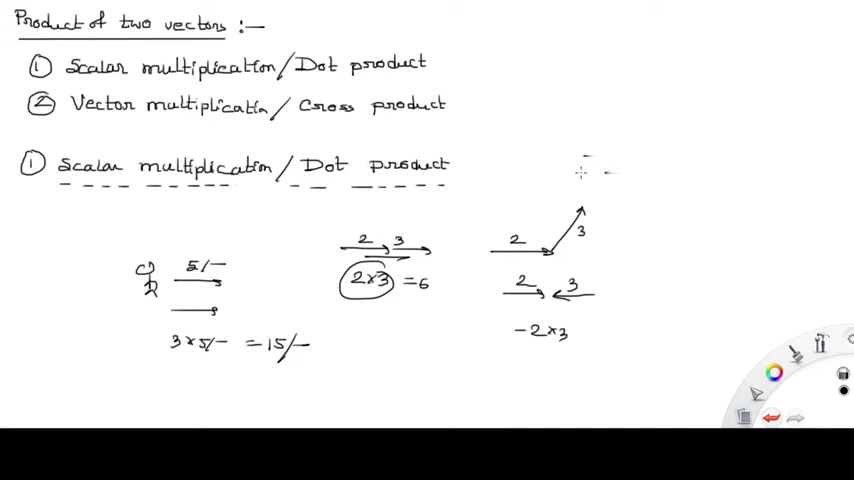 Product of two vectors :-
① Scalar multiplication / Dot product
② Vector multiplication / Cross product
① Scalar multiplication / Dot product
5/-
3 × 5/- = 15/-
2 3
2×3 = 6
2 3
2 3
-2×3